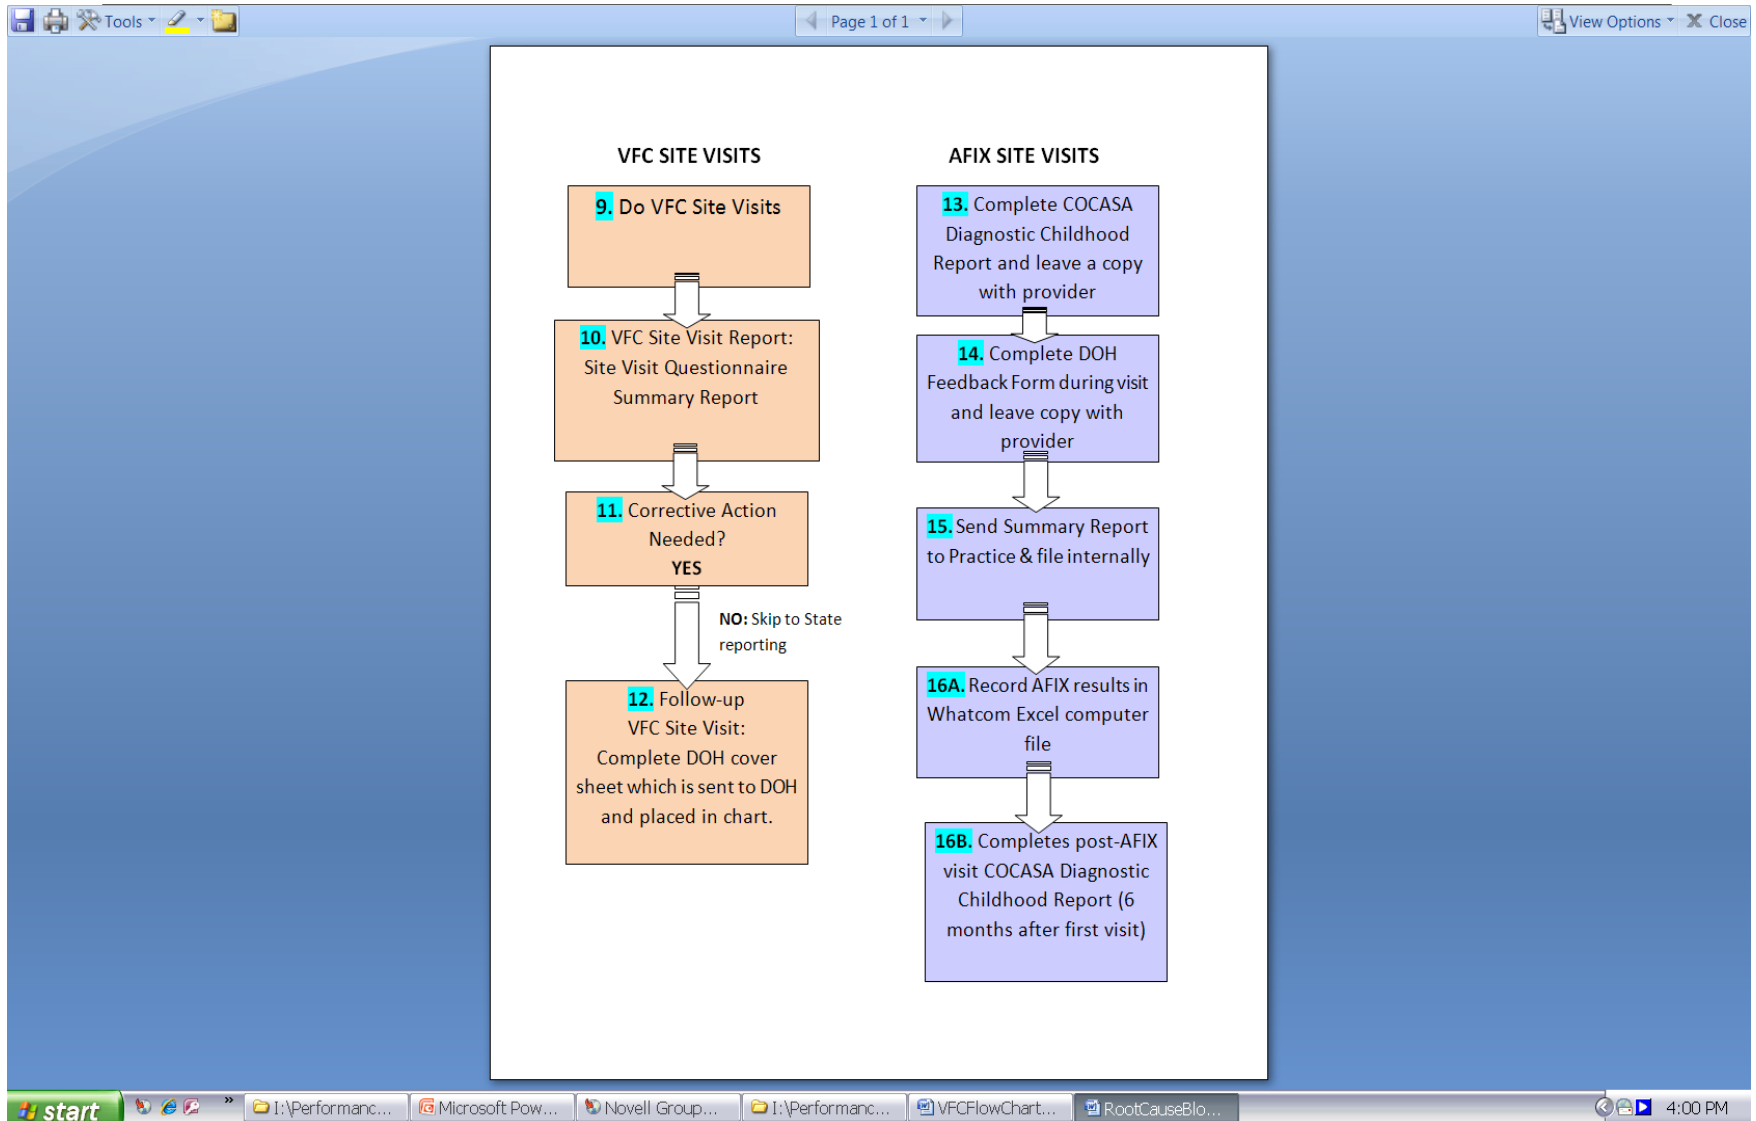 Tools
Page 1 of 1
View Options
Close
VFC SITE VISITS
9. Do VFC Site Visits
10. VFC Site Visit Report:
Site Visit Questionnaire
Summary Report
11. Corrective Action
Needed?
YES
NO: Skip to State
reporting
12. Follow-up
VFC Site Visit:
Complete DOH cover
sheet which is sent to DOH
and placed in chart.
AFIX SITE VISITS
13. Complete COCASA
Diagnostic Childhood
Report and leave a copy
with provider
14. Complete DOH
Feedback Form during visit
and leave copy with
provider
15. Send Summary Report
to Practice & file internally
16A. Record AFIX results in
Whatcom Excel computer
file
16B. Completes post-AFIX
visit COCASA Diagnostic
Childhood Report (6
months after first visit)
start
»
I:\Performanc...
Microsoft Pow...
Novell Group...
I:\Performanc...
VFCFlowChart...
RootCauseBlo...
4:00 PM